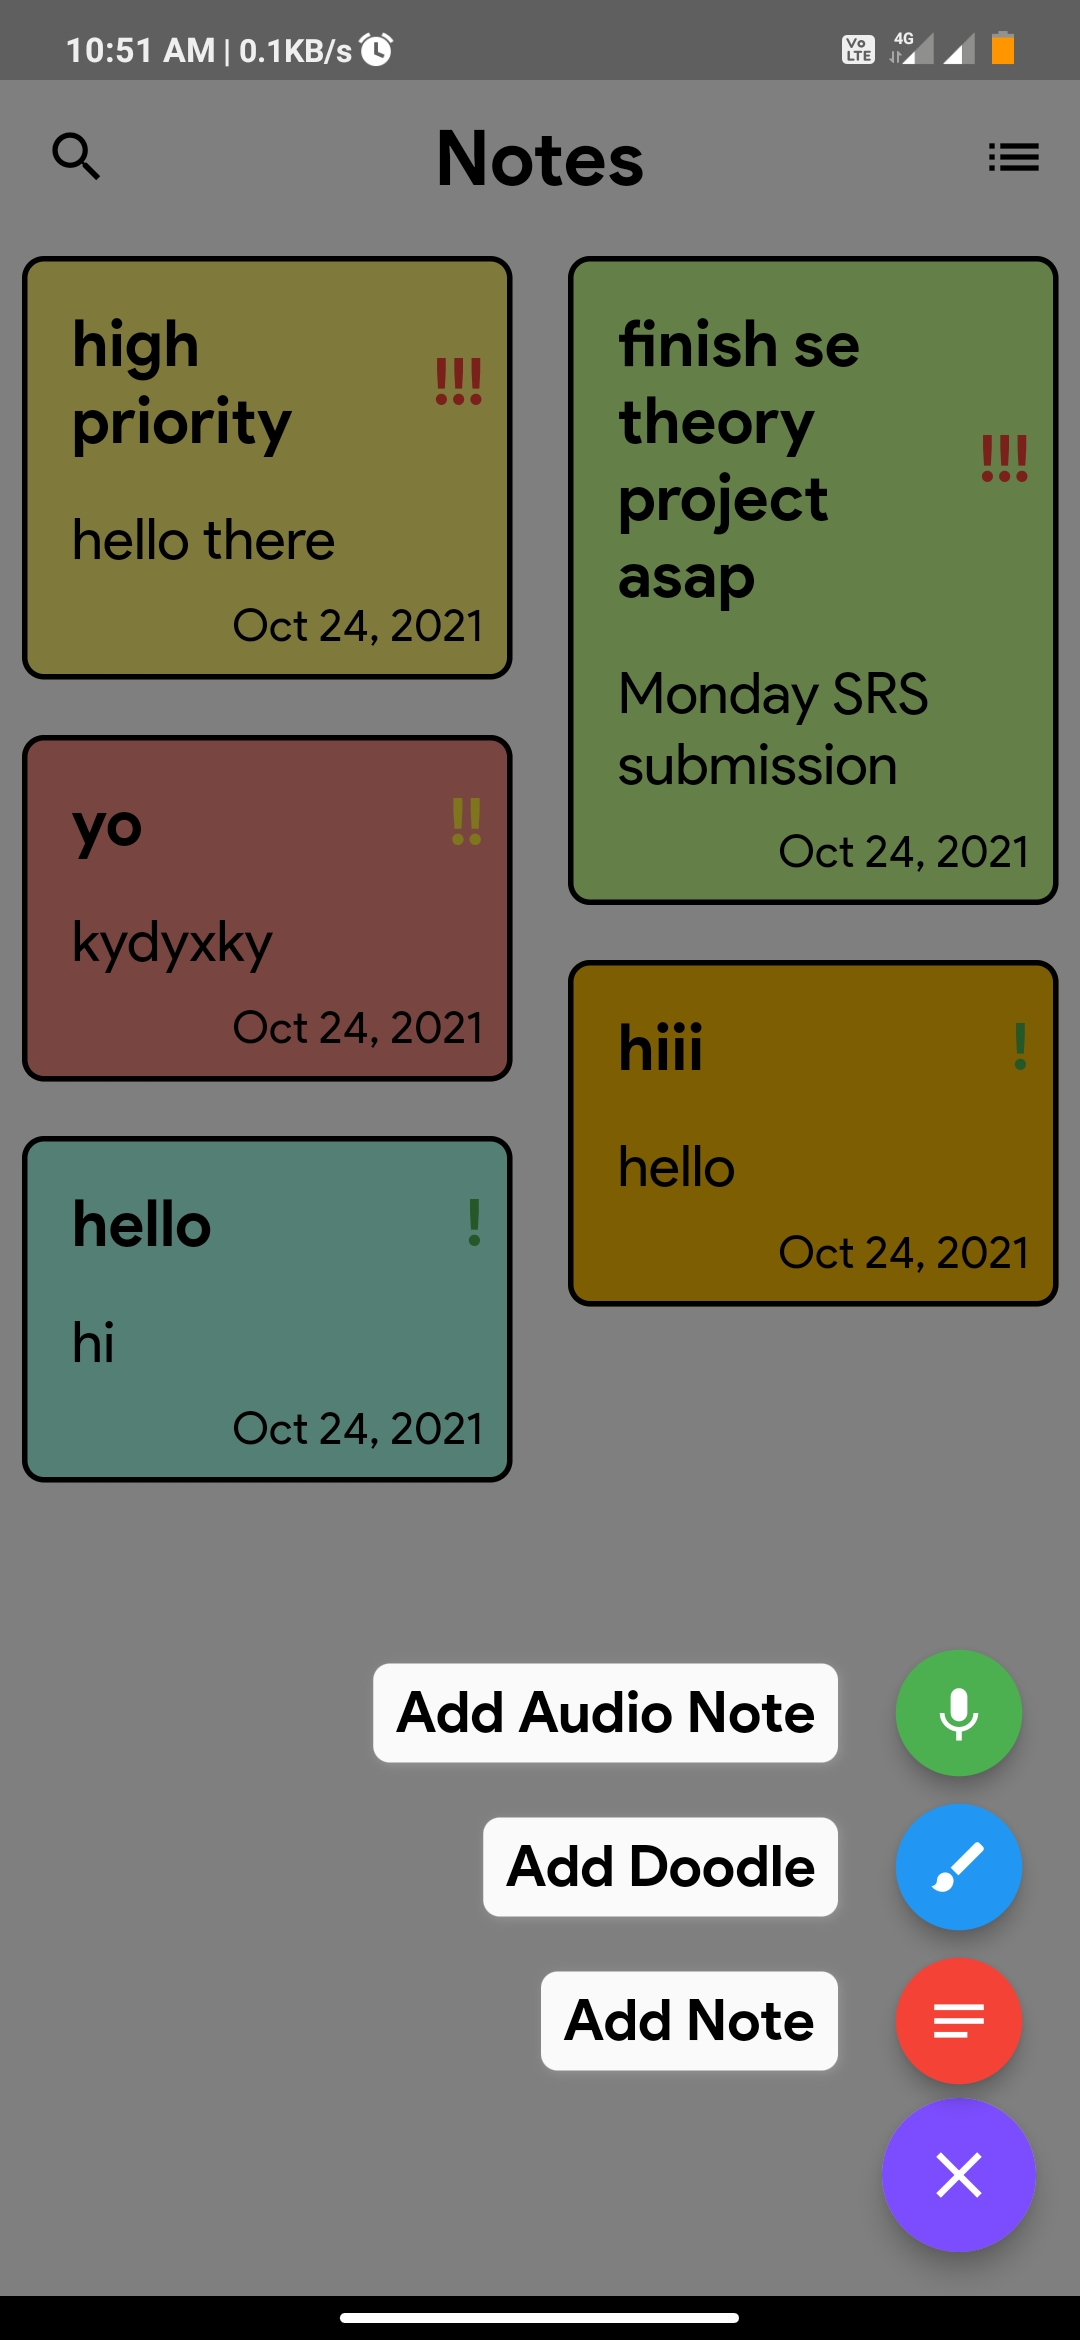 10:51 AM | 0.1KB/s
Vo LTE 4G
Notes
high
priority
!!!
hello there
Oct 24, 2021
finish se
theory
project
asap
!!!
Monday SRS
submission
Oct 24, 2021
yo !!
kydyxky
Oct 24, 2021
hiii !
hello
Oct 24, 2021
hello !
hi
Oct 24, 2021
Add Audio Note
Add Doodle
Add Note